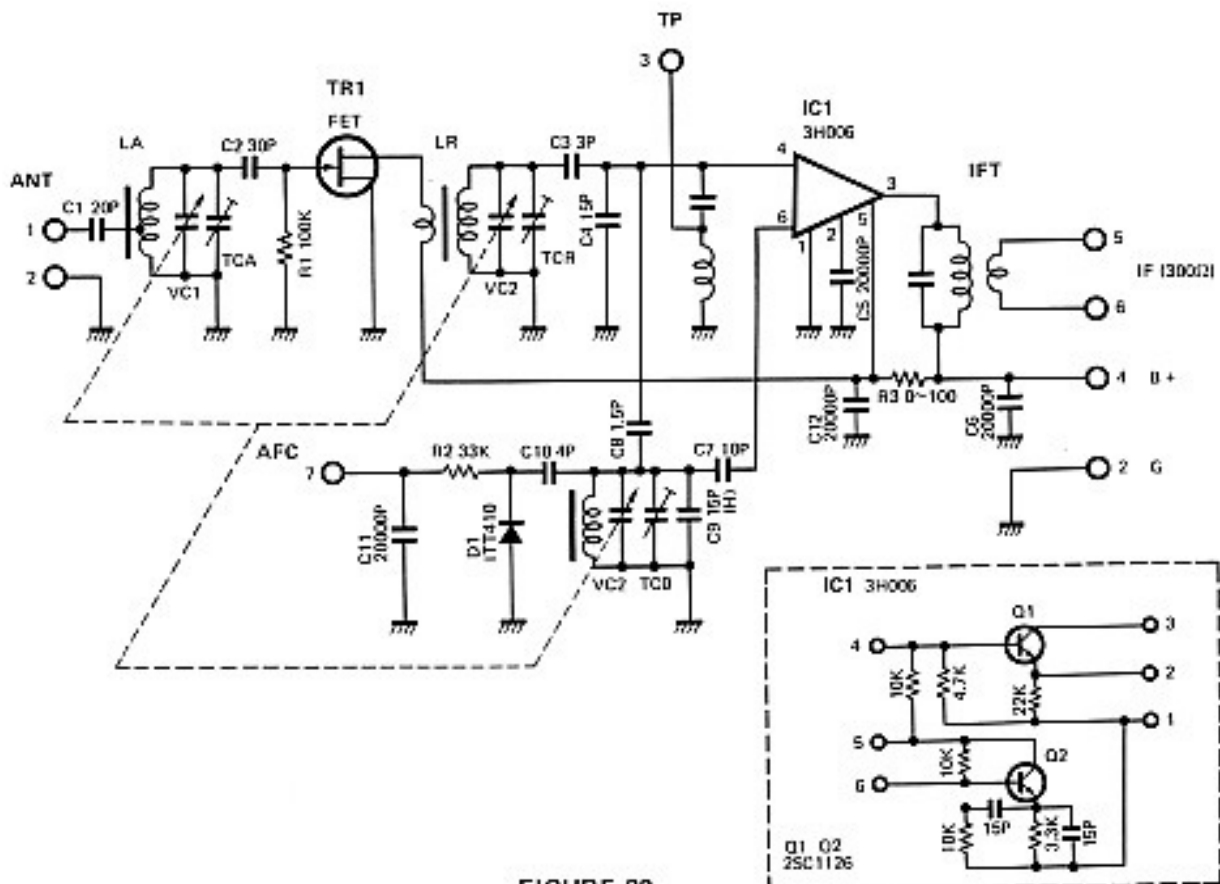 TP
3
TR1
FET
IC1
3H006
LA
C2 30P
LR
C3 3P
4
IFT
ANT
C1 20P
1
2
R1 100K
TCA
VC1
TCR
VC2
C4 15P
6
1
2
5
3
C5 20000P
5
IF (300Ω)
6
R3 0~100
4 B+
C12
20000P
C6
20000P
C8 1.5P
AFC
7
R2 33K
C10 4P
C7 10P
C9 15P
(H)
2 G
C11
20000P
D1
ITT410
VC2
TCO
IC1 3H006
Q1
3
4
10K
4.7K
2
22K
1
5
10K
Q2
6
15P
10K
3.3K
15P
Q1 Q2
2SC1126